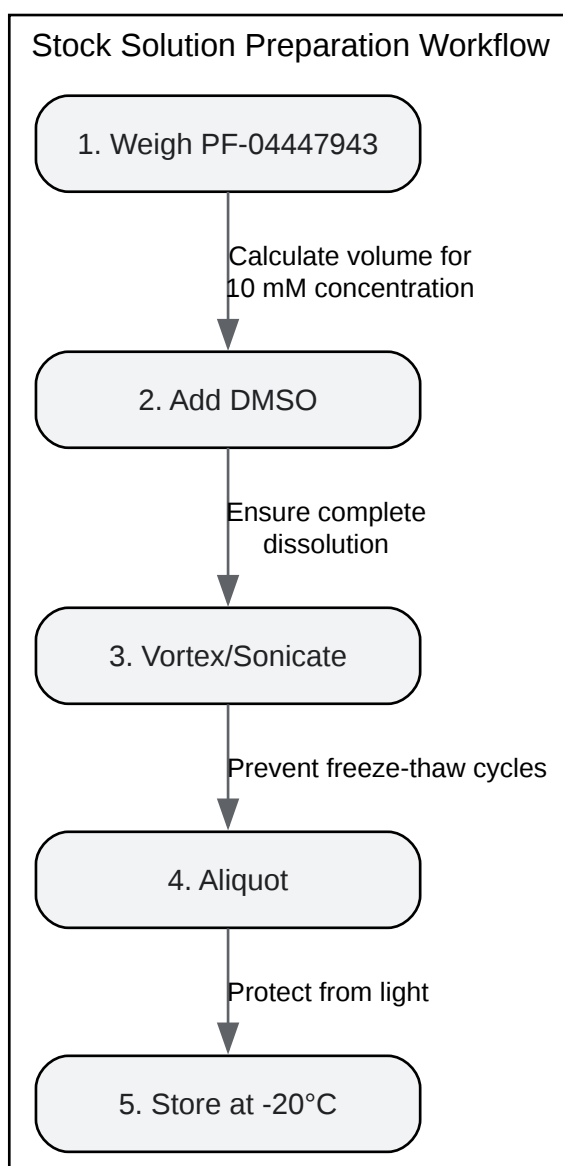 Stock Solution Preparation Workflow
1. Weigh PF-04447943
Calculate volume for
10 mM concentration
2. Add DMSO
Ensure complete
dissolution
3. Vortex/Sonicate
Prevent freeze-thaw cycles
4. Aliquot
Protect from light
5. Store at -20°C